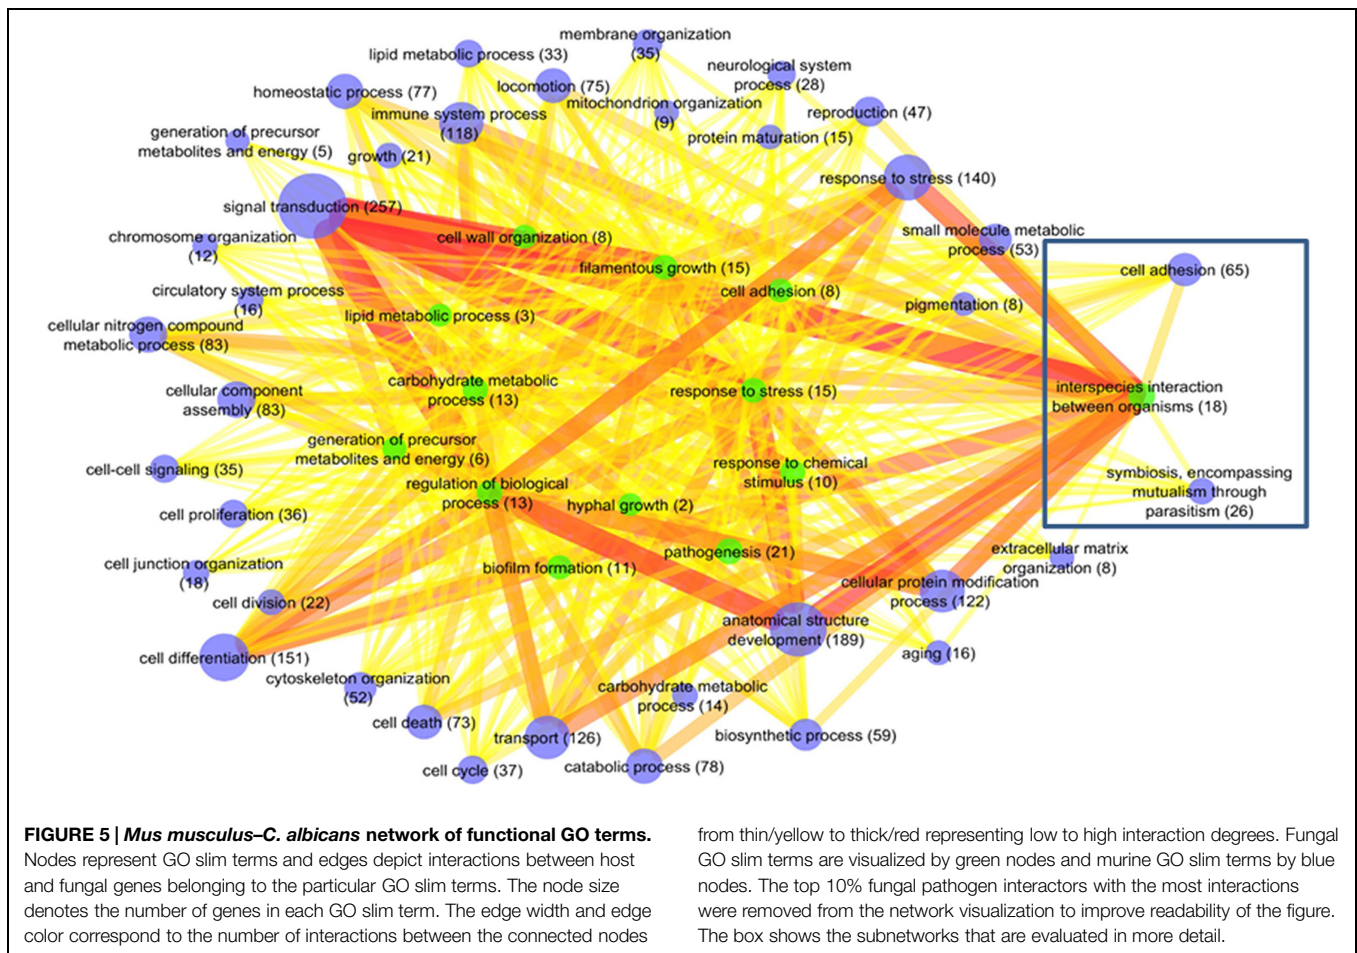 membrane organization
(35)
lipid metabolic process (33)
neurological system
process (28)
homeostatic process (77)
locomotion (75)
mitochondrion organization
(9)
immune system process
(118)
reproduction (47)
generation of precursor
metabolites and energy (5)
growth (21)
protein maturation (15)
response to stress (140)
signal transduction (257)
chromosome organization
(12)
cell wall organization (8)
small molecule metabolic
process (53)
filamentous growth (15)
cell adhesion (65)
circulatory system process
(16)
cell adhesion (8)
pigmentation (8)
lipid metabolic process (3)
cellular nitrogen compound
metabolic process (83)
carbohydrate metabolic
process (13)
cellular component
assembly (83)
response to stress (15)
interspecies interaction
between organisms (18)
generation of precursor
metabolites and energy (6)
cell-cell signaling (35)
response to chemical
stimulus (10)
symbiosis, encompassing
mutualism through
parasitism (26)
regulation of biological
process (13)
hyphal growth (2)
cell proliferation (36)
pathogenesis (21)
extracellular matrix
organization (8)
cell junction organization
(18)
biofilm formation (11)
cellular protein modification
process (122)
cell division (22)
anatomical structure
development (189)
cell differentiation (151)
aging (16)
cytoskeleton organization
(52)
carbohydrate metabolic
process (14)
cell death (73)
transport (126)
biosynthetic process (59)
cell cycle (37)
catabolic process (78)
FIGURE 5 | Mus musculus–C. albicans network of functional GO terms.
Nodes represent GO slim terms and edges depict interactions between host
and fungal genes belonging to the particular GO slim terms. The node size
denotes the number of genes in each GO slim term. The edge width and edge
color correspond to the number of interactions between the connected nodes
from thin/yellow to thick/red representing low to high interaction degrees. Fungal
GO slim terms are visualized by green nodes and murine GO slim terms by blue
nodes. The top 10% fungal pathogen interactors with the most interactions
were removed from the network visualization to improve readability of the figure.
The box shows the subnetworks that are evaluated in more detail.